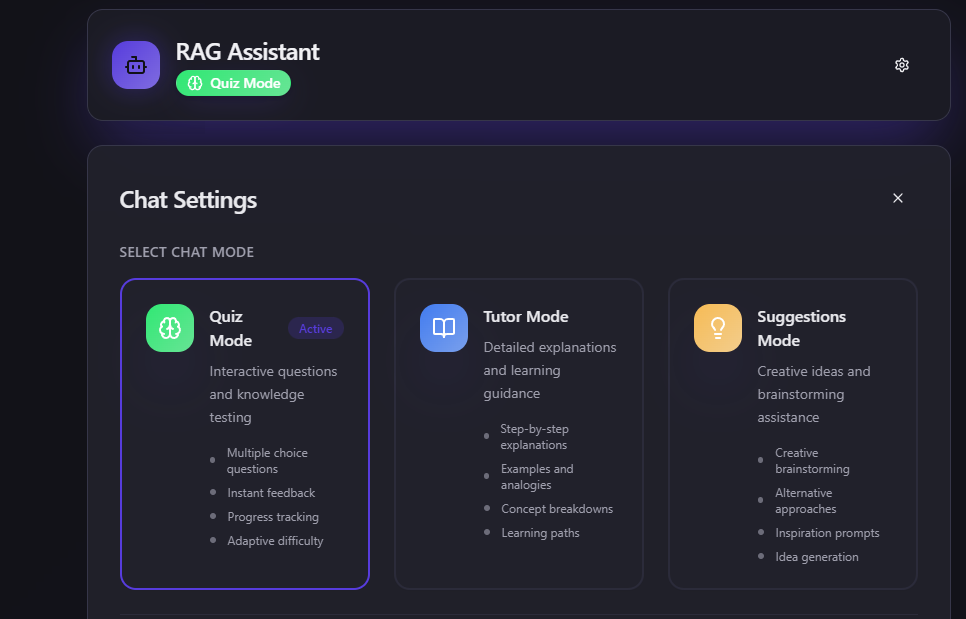 RAG Assistant
Quiz Mode
Chat Settings
SELECT CHAT MODE
Quiz
Mode
Active
Interactive questions
and knowledge
testing
Multiple choice
questions
Instant feedback
Progress tracking
Adaptive difficulty
Tutor Mode
Detailed explanations
and learning
guidance
Step-by-step
explanations
Examples and
analogies
Concept breakdowns
Learning paths
Suggestions
Mode
Creative ideas and
brainstorming
assistance
Creative
brainstorming
Alternative
approaches
Inspiration prompts
Idea generation